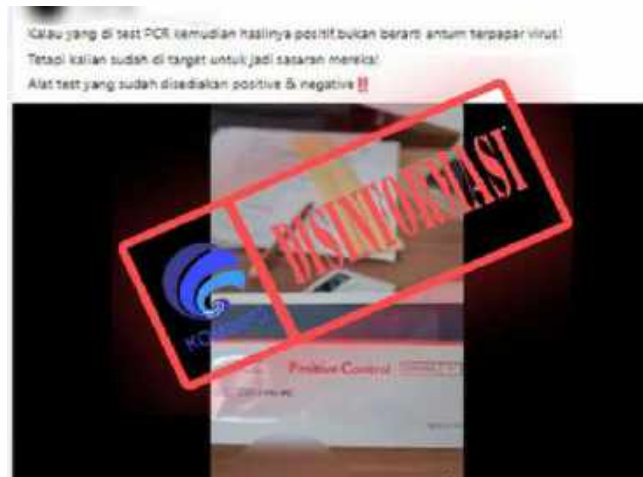 Kalau yang di test PCR kemudian hasilnya positif bukan berarti antum terpapar virus!
Tetapi kalian sudah di target untuk jadi sasaran mereka!
Alat test yang sudah disediakan positive & negative ‼
DISINFORMASI
KOMINFO
Positive Control